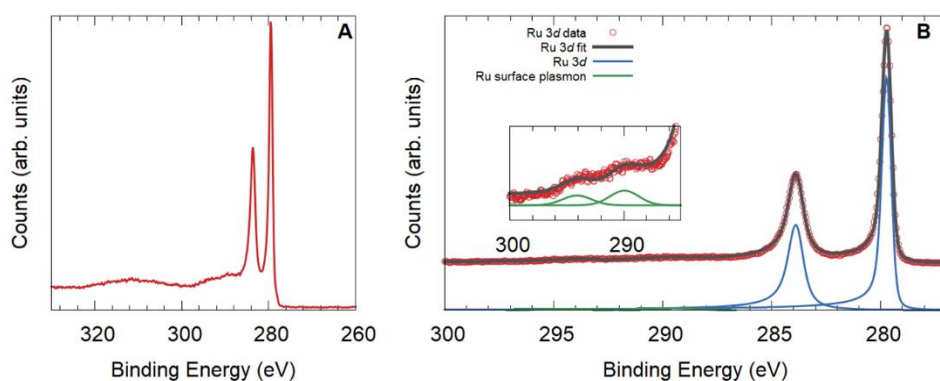 A
Counts (arb. units)
320 300 280 260
Binding Energy (eV)
B
Ru 3d data
Ru 3d fit
Ru 3d
Ru surface plasmon
Counts (arb. units)
300 290
300 295 290 285 284 280
Binding Energy (eV)